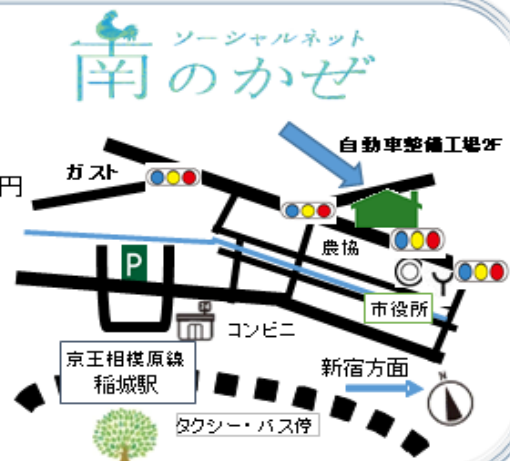 ソーシャルネット
南のかぜ
自動車整備工場2F
ガスト
円
農協
P
市役所
コンビニ
京王相模原線
稲城駅
新宿方面
N
タクシー・バス停